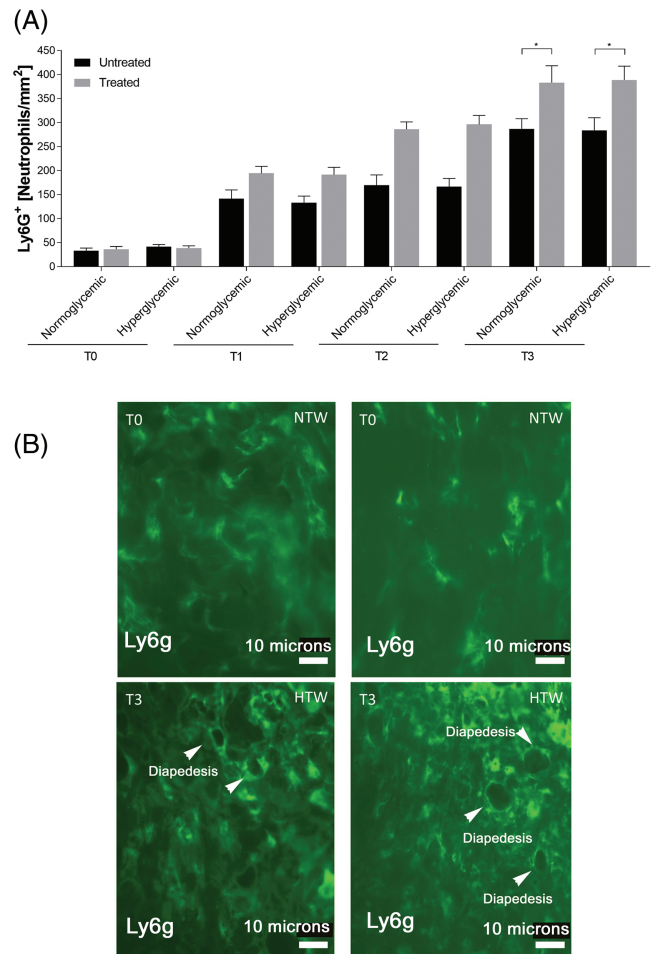 (A)
Ly6G+ [Neutrophils/mm2]
450
400
350
300
250
200
150
100
50
0
Untreated
Treated
*
*
Normoglycemic
Hyperglycemic
Normoglycemic
Hyperglycemic
Normoglycemic
Hyperglycemic
Normoglycemic
Hyperglycemic
T0
T1
T2
T3
(B)
T0
NTW
Ly6g
10 microns
T0
NTW
Ly6g
10 microns
T3
HTW
Diapedesis
Ly6g
10 microns
T3
HTW
Diapedesis
Diapedesis
Diapedesis
Ly6g
10 microns